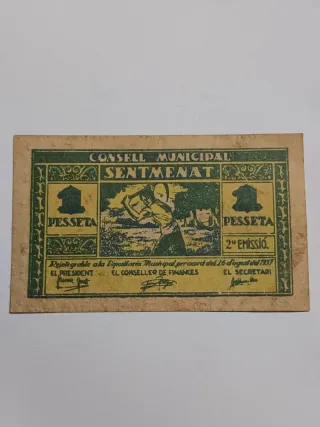 CONSELL MUNICIPAL
SENTMENAT
1 1
PESSETA PESSETA
2ª EMISSIÓ.
EL PRESIDENT EL CONSELLER DE FINANCES EL SECRETARI
Reintegrable a la Dipositaria Municipal per acord del 26 d'agost del 1937